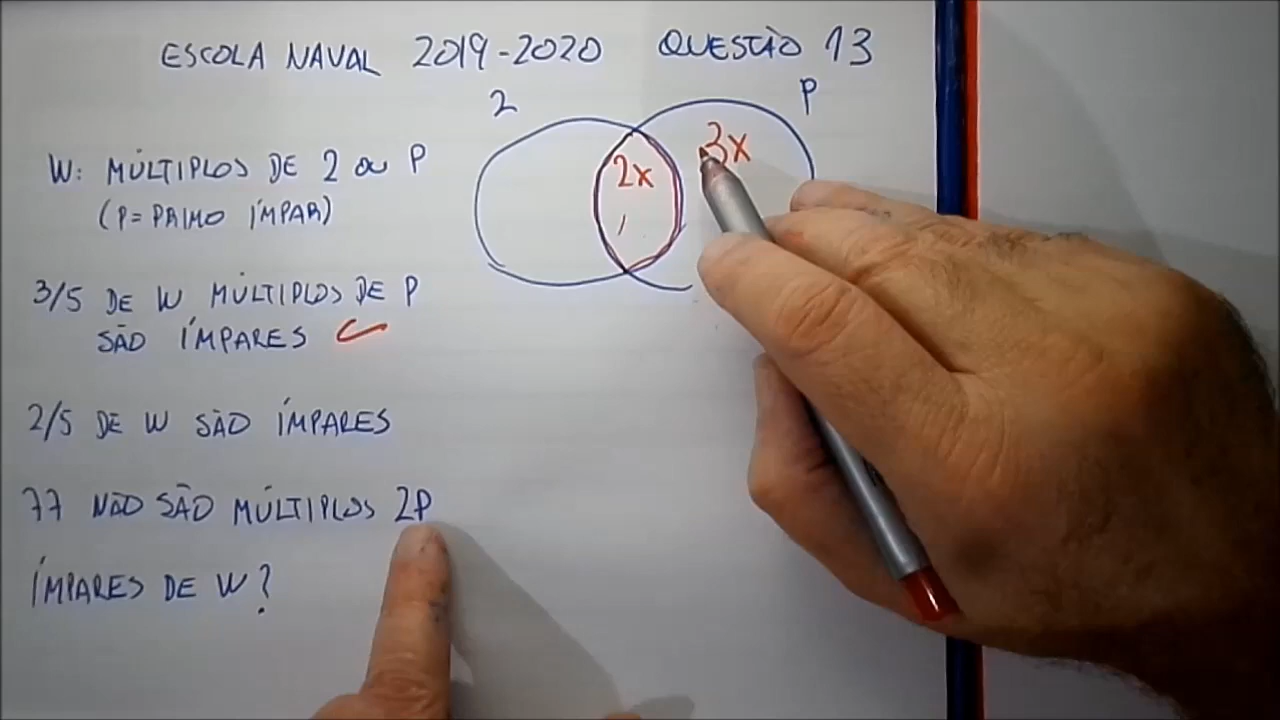 ESCOLA NAVAL 2019-2020 QUESTÃO 13
2 P
W: MÚLTIPLOS DE 2 OU P
(P=PRIMO ÍMPAR)
2x 3x
3/5 DE W MÚLTIPLOS DE P
SÃO ÍMPARES
2/5 DE W SÃO ÍMPARES
77 NÃO SÃO MÚLTIPLOS 2P
ÍMPARES DE W?